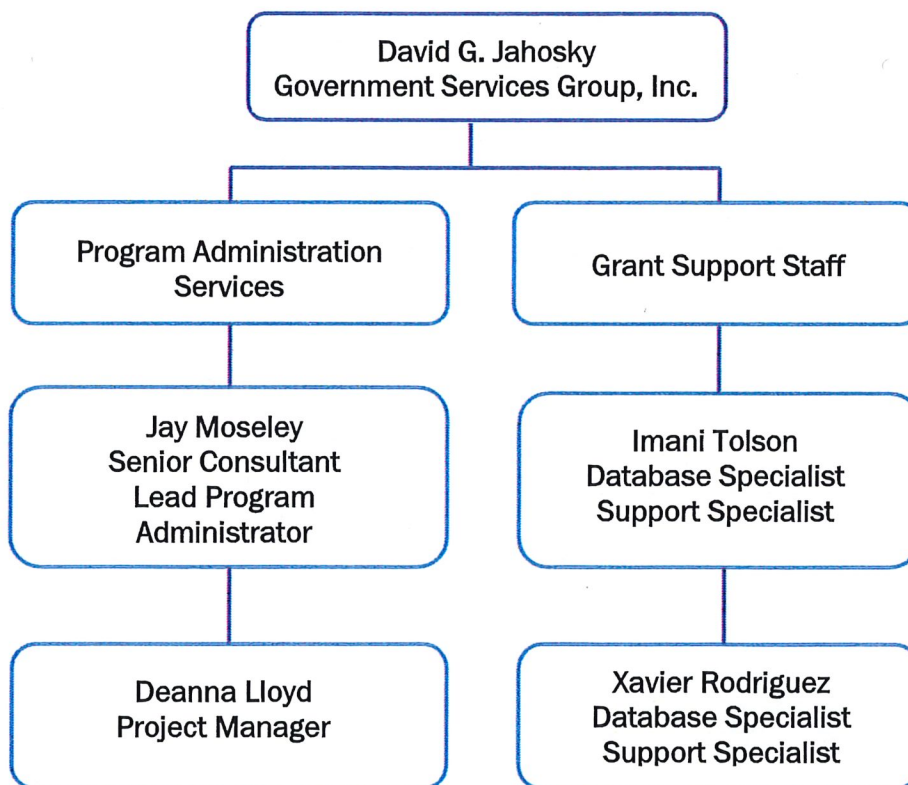 David G. Jahosky
Government Services Group, Inc.
Program Administration
Services
Grant Support Staff
Jay Moseley
Senior Consultant
Lead Program
Administrator
Imani Tolson
Database Specialist
Support Specialist
Deanna Lloyd
Project Manager
Xavier Rodriguez
Database Specialist
Support Specialist